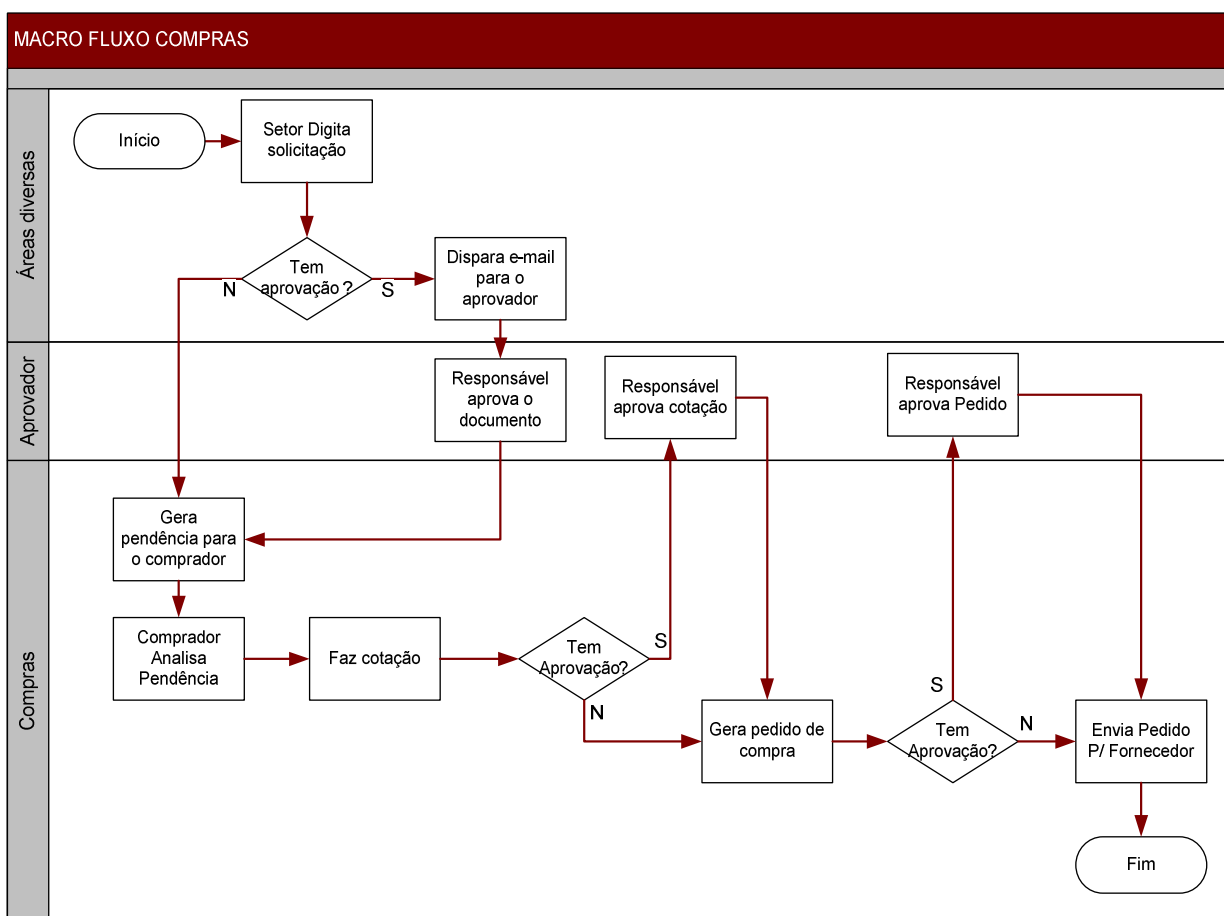 MACRO FLUXO COMPRAS
Áreas diversas
Início
Setor Digita
solicitação
Tem
aprovação ?
N
S
Dispara e-mail
para o
aprovador
Aprovador
Responsável
aprova o
documento
Responsável
aprova cotação
Responsável
aprova Pedido
Compras
Gera
pendência para
o comprador
Comprador
Analisa
Pendência
Faz cotação
Tem
Aprovação?
S
N
Gera pedido de
compra
Tem
Aprovação?
S
N
Envia Pedido
P/ Fornecedor
Fim